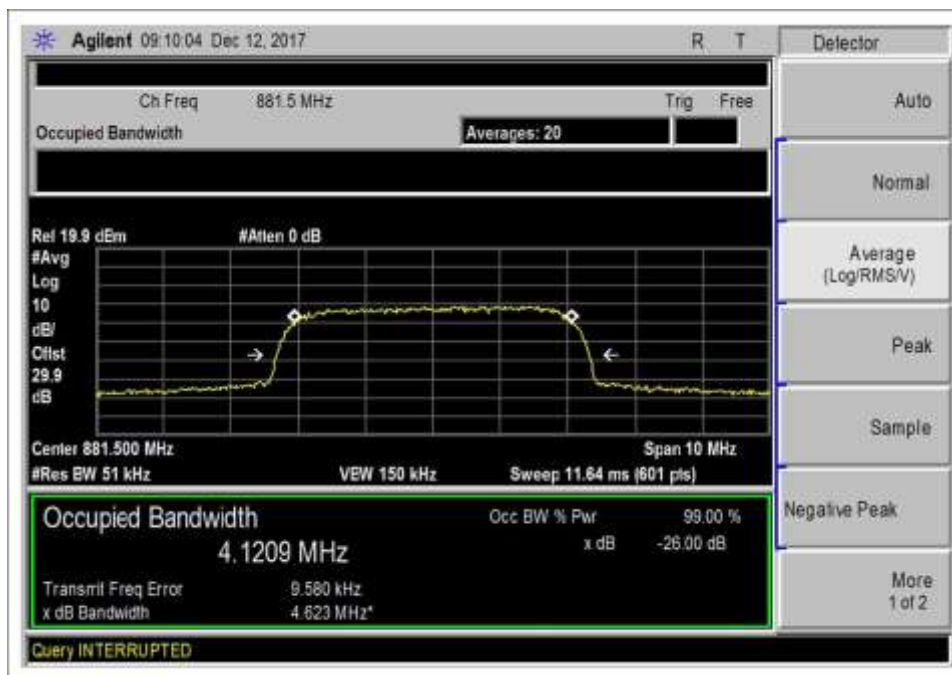 Agilent 09:10:04 Dec 12, 2017 R T
Detector
Ch Freq 881.5 MHz Trig Free
Occupied Bandwidth Averages: 20
Auto
Normal
Average
(Log/RMS/V)
Peak
Sample
Negative Peak
More
1 of 2
Ref 19.9 dBm #Atten 0 dB
#Avg
Log
10
dB/
Offst
29.9
dB
Center 881.500 MHz Span 10 MHz
#Res BW 51 kHz VBW 150 kHz Sweep 11.64 ms (601 pts)
Occupied Bandwidth Occ BW % Pwr 99.00 %
4.1209 MHz x dB -26.00 dB
Transmit Freq Error 9.580 kHz
x dB Bandwidth 4.623 MHz*
Query INTERRUPTED